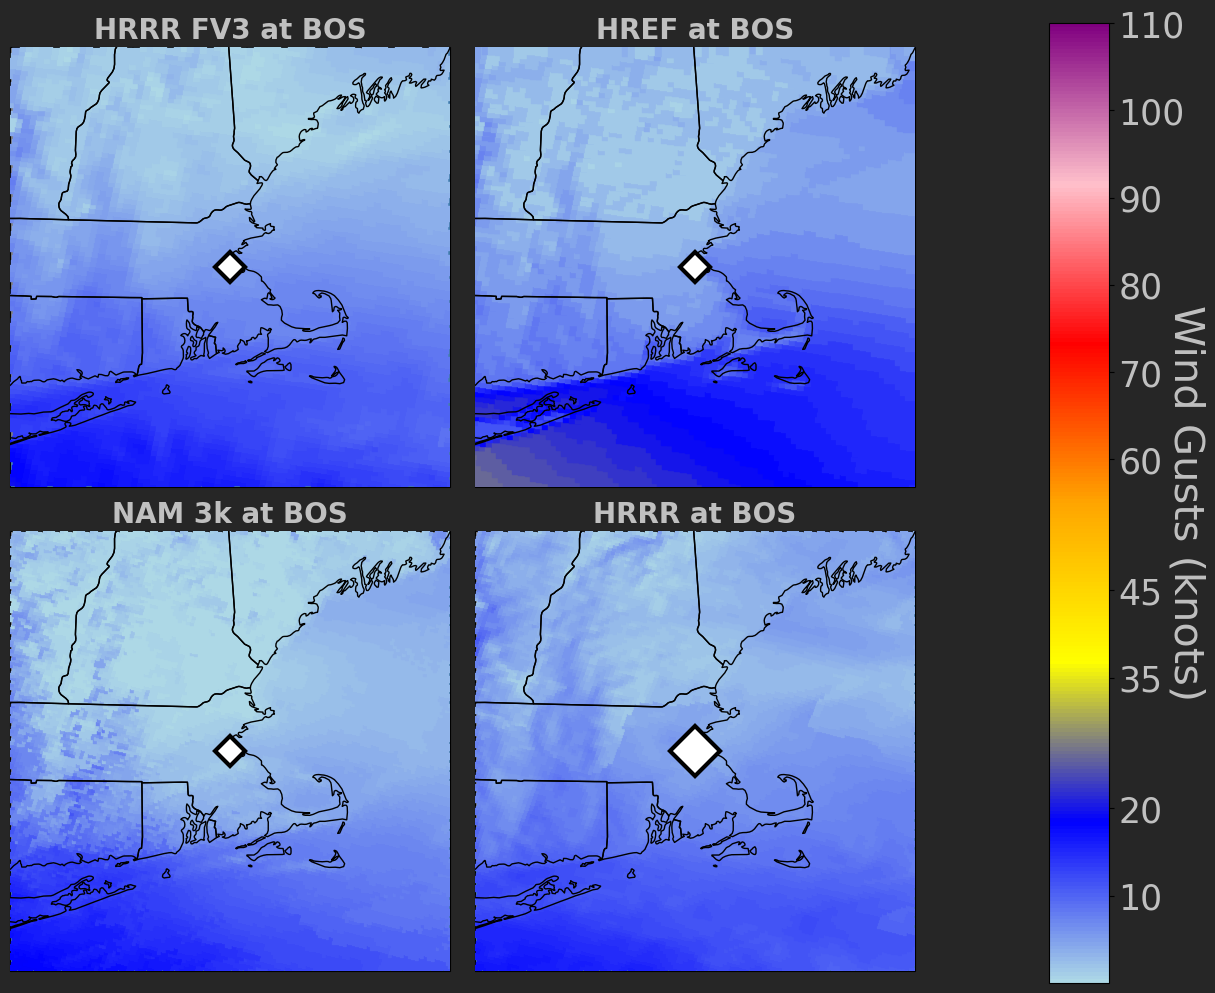 HRRR FV3 at BOS
HREF at BOS
NAM 3k at BOS
HRRR at BOS
110
100
90
80
70
60
45
35
20
10
Wind Gusts (knots)